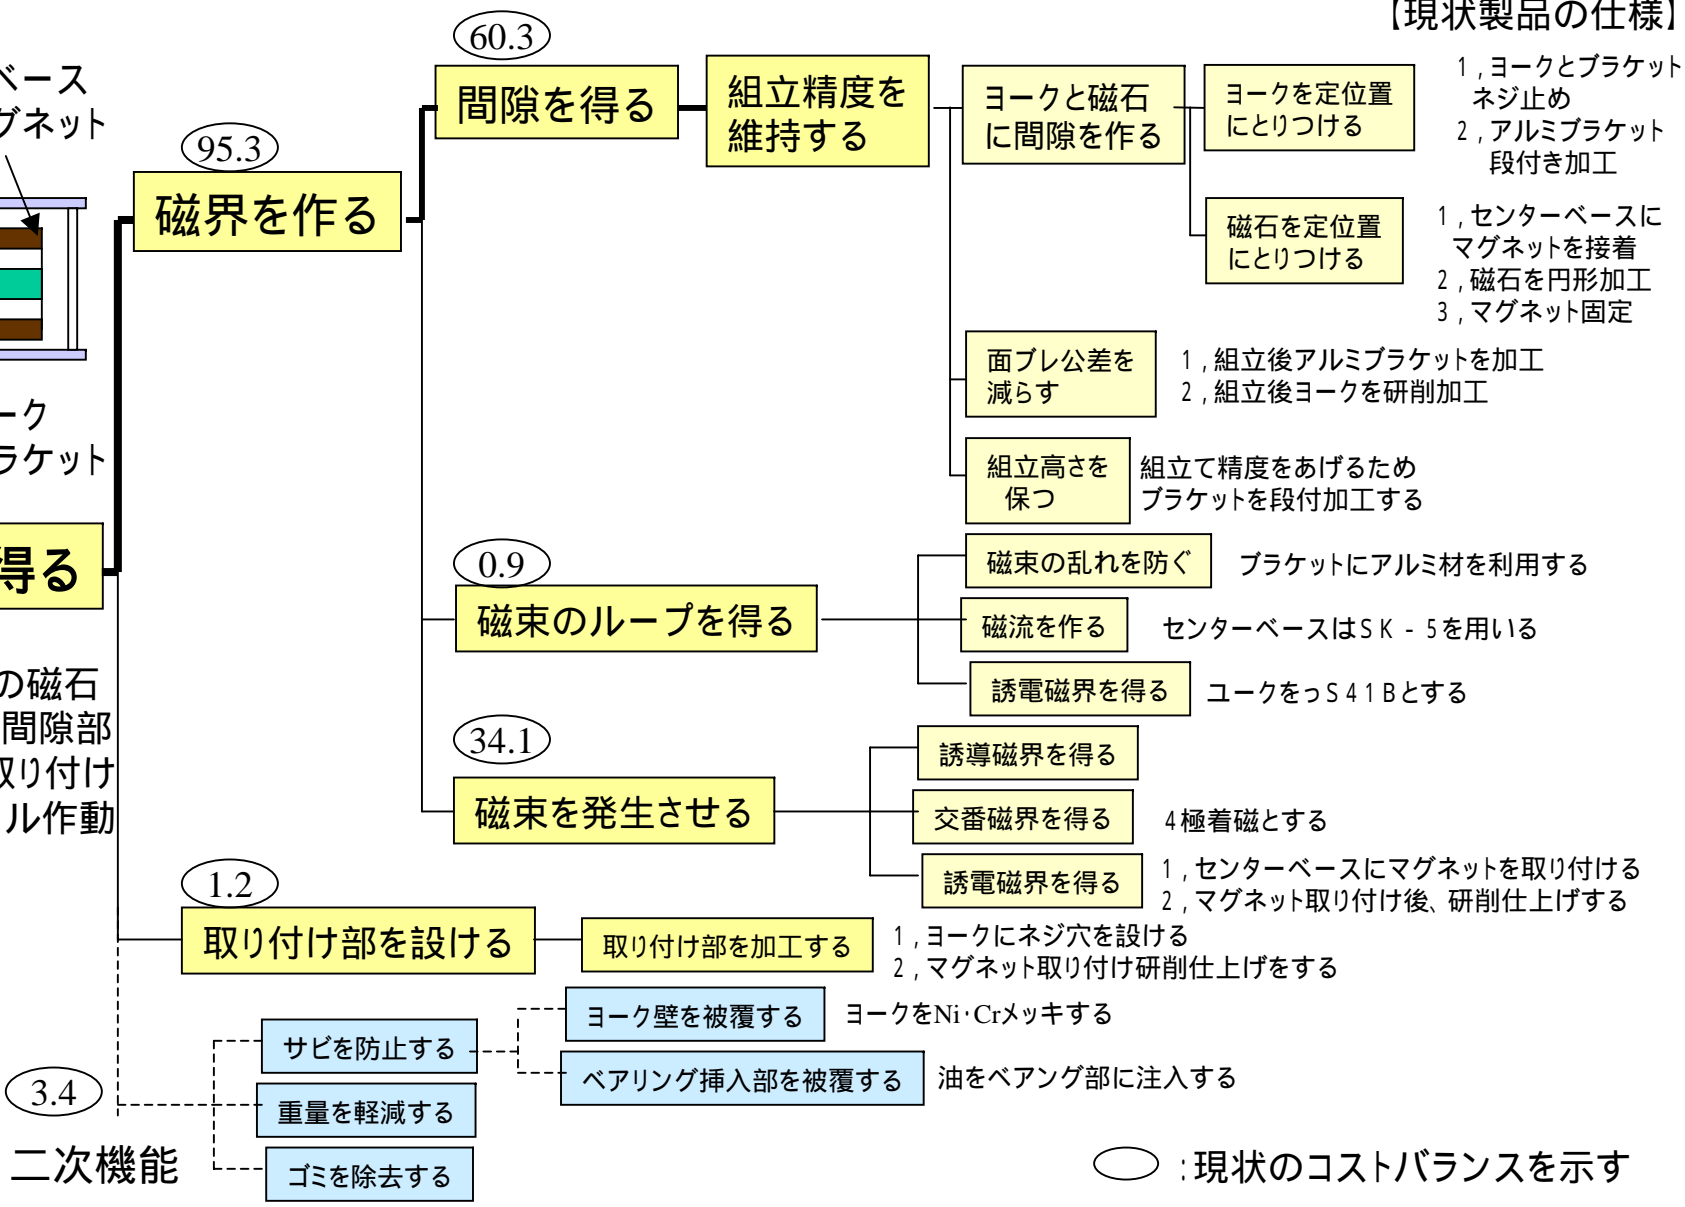 【現状製品の仕様】
60.3
間隙を得る
組立精度を
維持する
ヨークと磁石
に間隙を作る
ヨークを定位置
にとりつける
1,ヨークとブラケット
ネジ止め
2,アルミブラケット
段付き加工
ベース
グネット
95.3
磁界を作る
磁石を定位置
にとりつける
1,センターベースに
マグネットを接着
2,磁石を円形加工
3,マグネット固定
面ブレ公差を
減らす
1,組立後アルミブラケットを加工
2,組立後ヨークを研削加工
ーク
ラケット
組立高さを
保つ
組立て精度をあげるため
ブラケットを段付加工する
得る
0.9
磁束のループを得る
磁束の乱れを防ぐ
ブラケットにアルミ材を利用する
磁流を作る
センターベースはSK-5を用いる
誘電磁界を得る
ユークをっS41Bとする
の磁石
間隙部
取り付け
ル作動
34.1
磁束を発生させる
誘導磁界を得る
交番磁界を得る
4極着磁とする
誘電磁界を得る
1,センターベースにマグネットを取り付ける
2,マグネット取り付け後、研削仕上げする
1.2
取り付け部を設ける
取り付け部を加工する
1,ヨークにネジ穴を設ける
2,マグネット取り付け研削仕上げをする
サビを防止する
ヨーク壁を被覆する
ヨークをNi・Crメッキする
ベアリング挿入部を被覆する
油をベアング部に注入する
3.4
重量を軽減する
二次機能
ゴミを除去する
:現状のコストバランスを示す